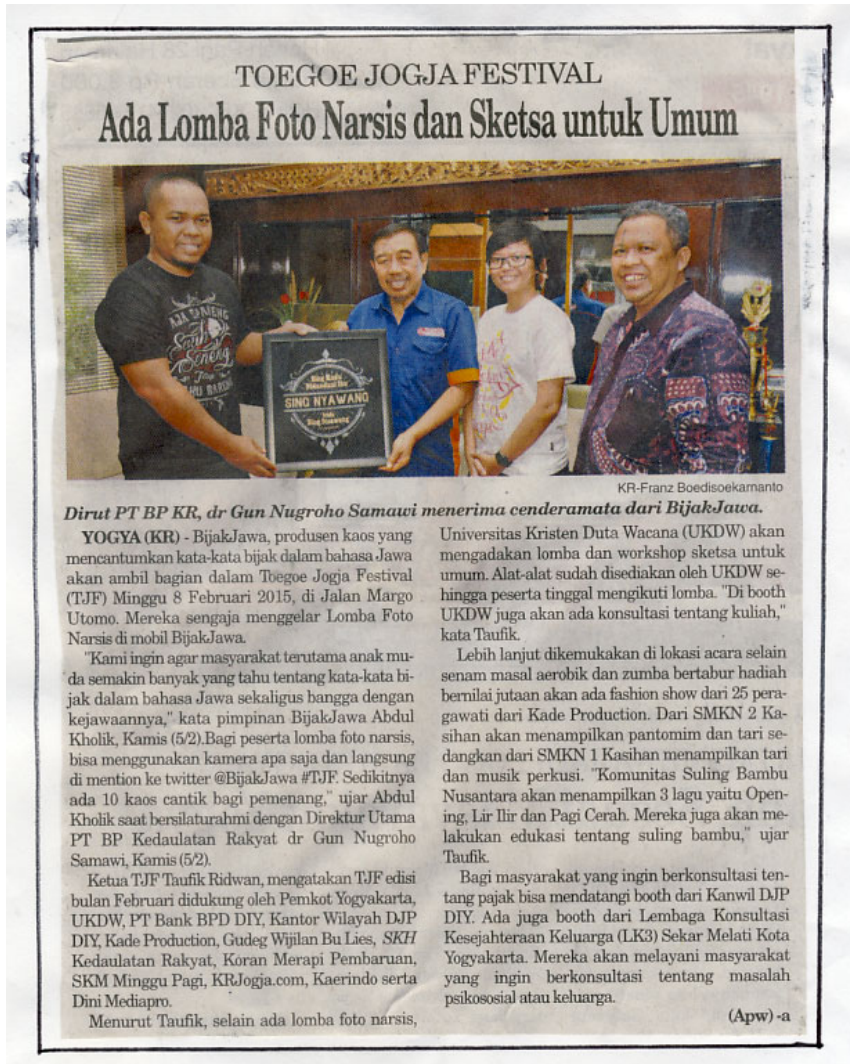 TOEGOE JOGJA FESTIVAL
Ada Lomba Foto Narsis dan Sketsa untuk Umum
AJA DHAENG
Seneng
BARENG
SING NYAWANG
KR-Franz Boedisoekamanto
Dirut PT BP KR, dr Gun Nugroho Samawi menerima cenderamata dari BijakJawa.
YOGYA (KR) - BijakJawa, produsen kaos yang
mencantumkan kata-kata bijak dalam bahasa Jawa
akan ambil bagian dalam Toegoe Jogja Festival
(TJF) Minggu 8 Februari 2015, di Jalan Margo
Utomo. Mereka sengaja menggelar Lomba Foto
Narsis di mobil BijakJawa.
"Kami ingin agar masyarakat terutama anak mu-
da semakin banyak yang tahu tentang kata-kata bi-
jak dalam bahasa Jawa sekaligus bangga dengan
kejawaannya," kata pimpinan BijakJawa Abdul
Kholik, Kamis (5/2).Bagi peserta lomba foto narsis,
bisa menggunakan kamera apa saja dan langsung
di mention ke twitter @BijakJawa #TJF. Sedikitnya
ada 10 kaos cantik bagi pemenang," ujar Abdul
Kholik saat bersilaturahmi dengan Direktur Utama
PT BP Kedaulatan Rakyat dr Gun Nugroho
Samawi, Kamis (5/2).
Ketua TJF Taufik Ridwan, mengatakan TJF edisi
bulan Februari didukung oleh Pemkot Yogyakarta,
UKDW, PT Bank BPD DIY, Kantor Wilayah DJP
DIY, Kade Production, Gudeg Wijilan Bu Lies, SKH
Kedaulatan Rakyat, Koran Merapi Pembaruan,
SKM Minggu Pagi, KRJogja.com, Kaerindo serta
Dini Mediapro.
Menurut Taufik, selain ada lomba foto narsis,
Universitas Kristen Duta Wacana (UKDW) akan
mengadakan lomba dan workshop sketsa untuk
umum. Alat-alat sudah disediakan oleh UKDW se-
hingga peserta tinggal mengikuti lomba. "Di booth
UKDW juga akan ada konsultasi tentang kuliah,"
kata Taufik.
Lebih lanjut dikemukakan di lokasi acara selain
senam masal aerobik dan zumba bertabur hadiah
bernilai jutaan akan ada fashion show dari 25 pera-
gawati dari Kade Production. Dari SMKN 2 Ka-
sihan akan menampilkan pantomim dan tari se-
dangkan dari SMKN 1 Kasihan menampilkan tari
dan musik perkusi. "Komunitas Suling Bambu
Nusantara akan menampilkan 3 lagu yaitu Open-
ing, Lir Ilir dan Pagi Cerah. Mereka juga akan me-
lakukan edukasi tentang suling bambu," ujar
Taufik.
Bagi masyarakat yang ingin berkonsultasi ten-
tang pajak bisa mendatangi booth dari Kanwil DJP
DIY. Ada juga booth dari Lembaga Konsultasi
Kesejahteraan Keluarga (LK3) Sekar Melati Kota
Yogyakarta. Mereka akan melayani masyarakat
yang ingin berkonsultasi tentang masalah
psikososial atau keluarga.
(Apw) -a